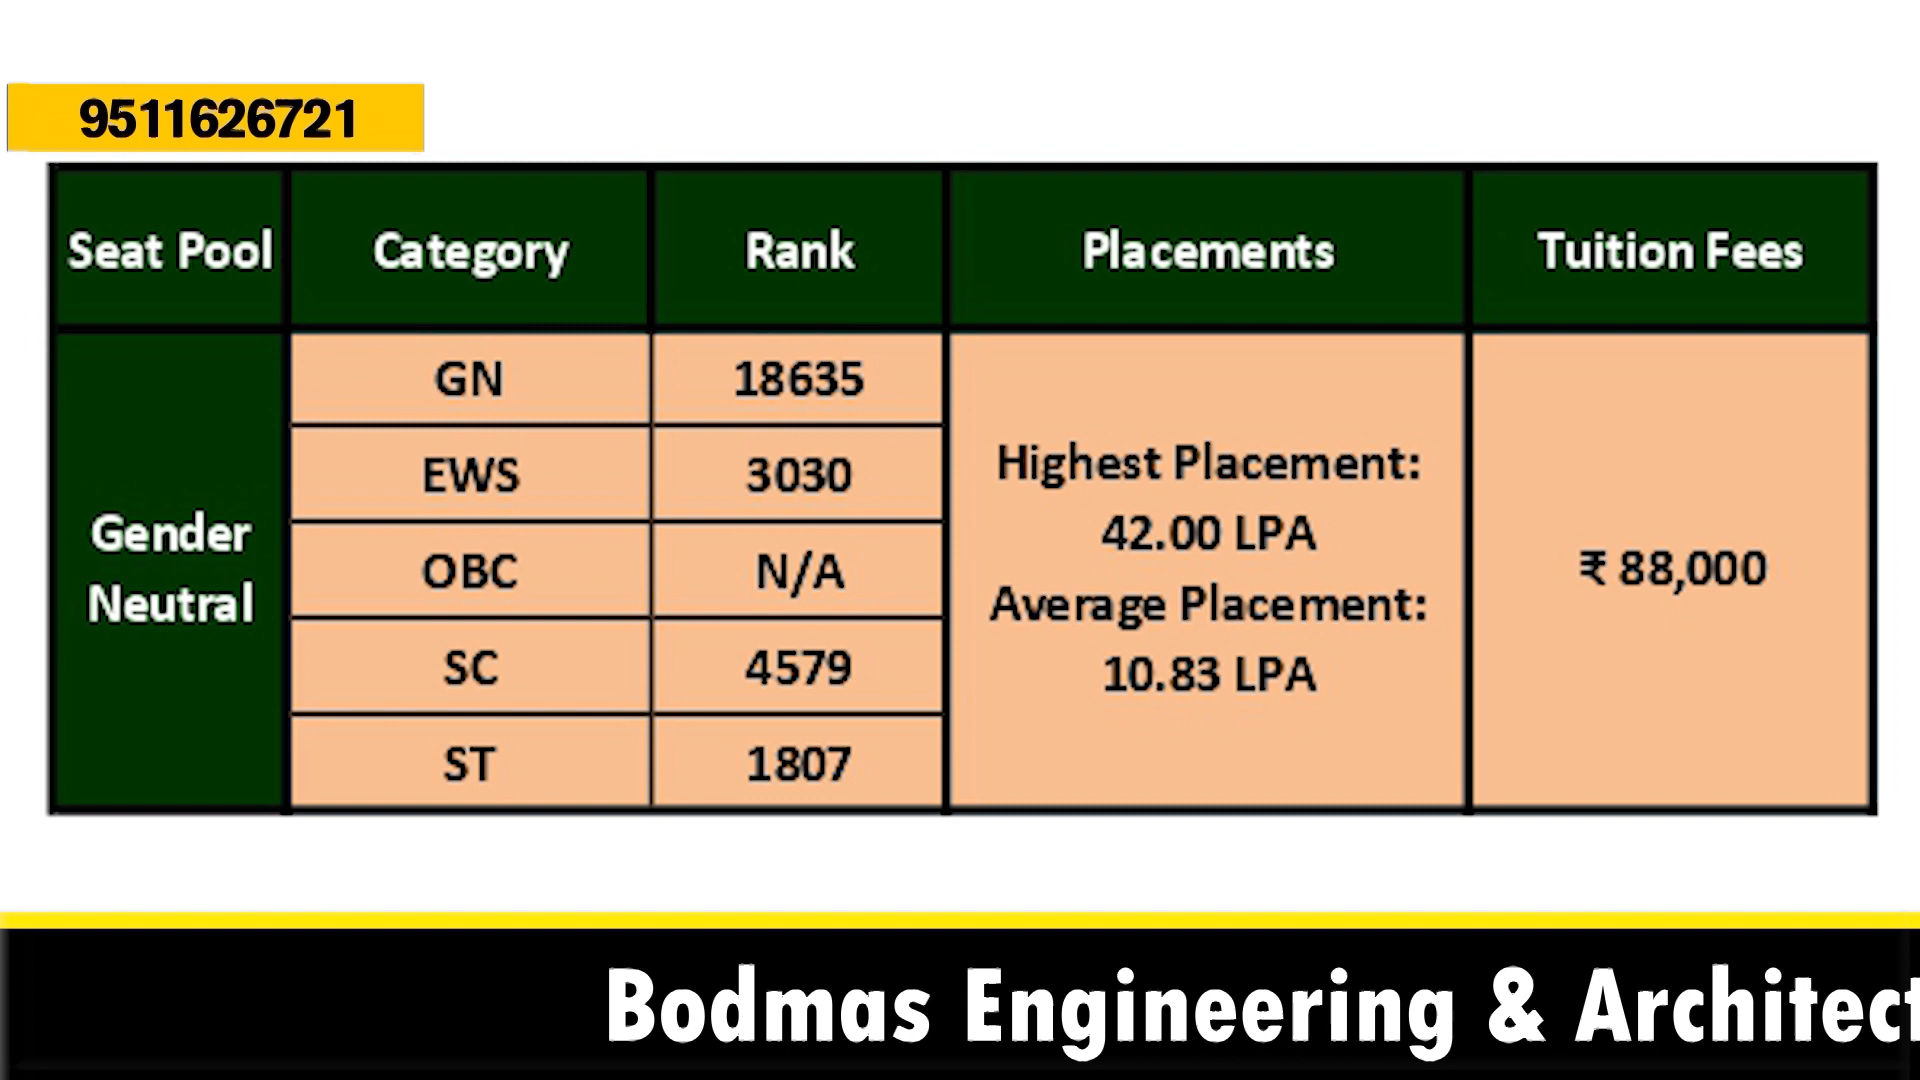 9511626721
Seat Pool Category Rank Placements Tuition Fees
Gender
Neutral
GN 18635
EWS 3030
OBC N/A
SC 4579
ST 1807
Highest Placement:
42.00 LPA
Average Placement:
10.83 LPA
₹ 88,000
Bodmas Engineering & Architect